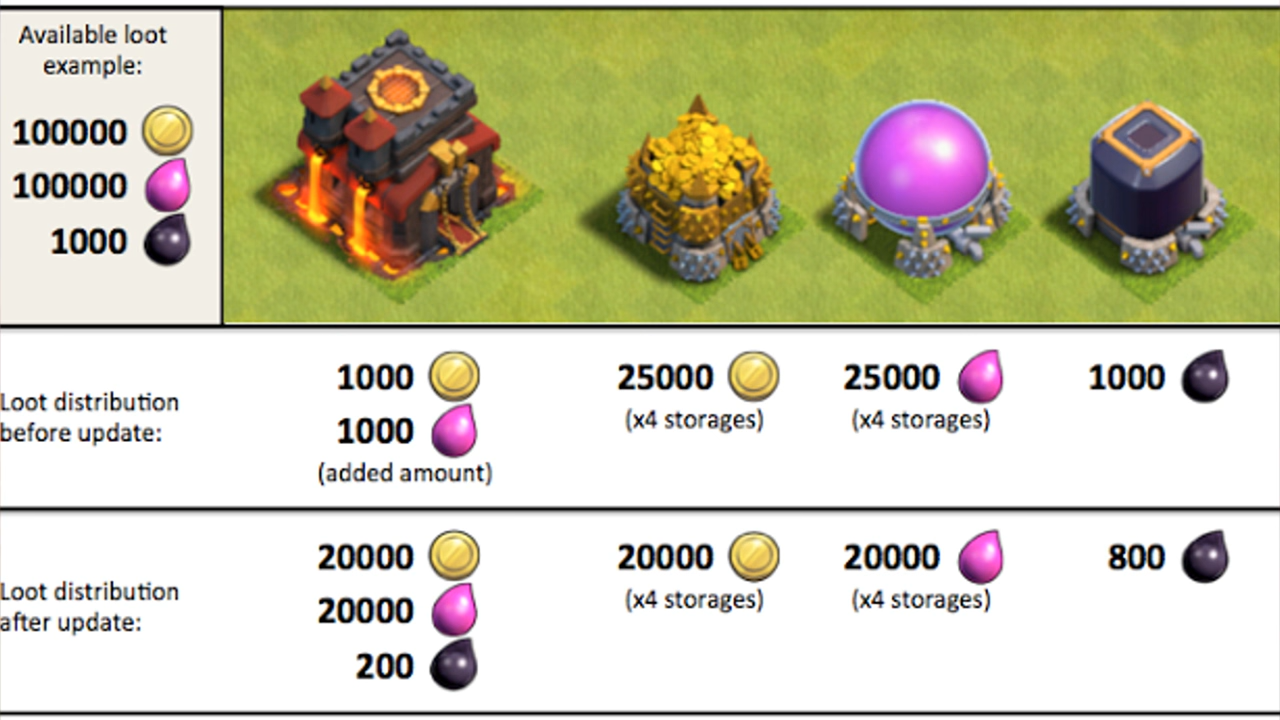 Available loot
example:
100000
100000
1000
Loot distribution
before update:
1000
1000
(added amount)
25000
(x4 storages)
25000
(x4 storages)
1000
Loot distribution
after update:
20000
20000
200
20000
(x4 storages)
20000
(x4 storages)
800